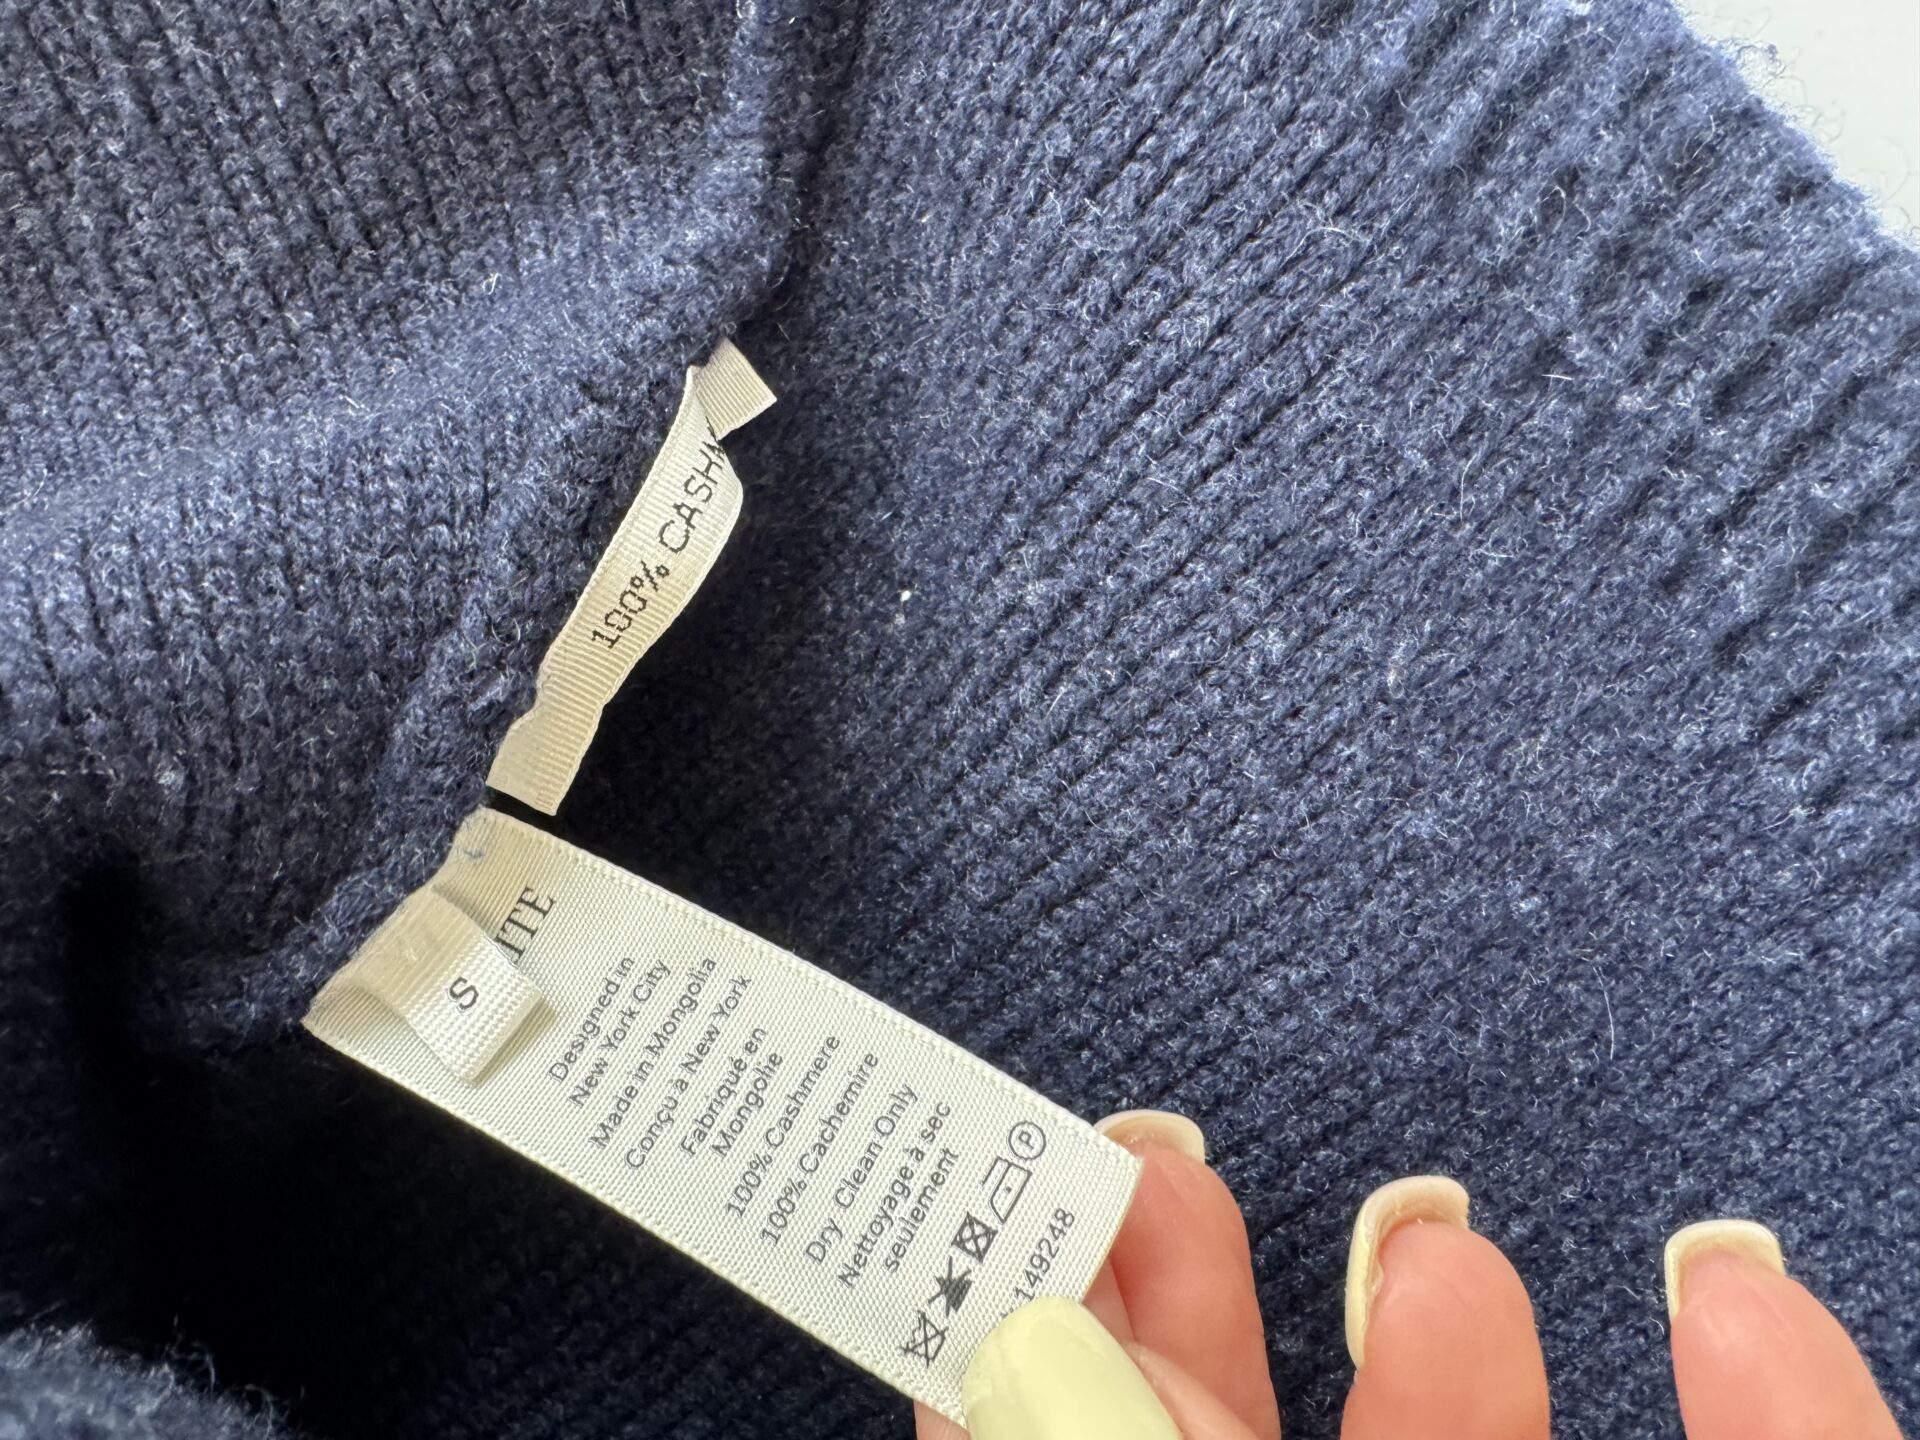 100% CASHM
S
ITE
Designed in
New York City
Made in Mongolia
Conçu à New York
Fabriqué en
Mongolie
100% Cashmere
100% Cachemire
Dry Clean Only
Nettoyage à sec
seulement
P
149248